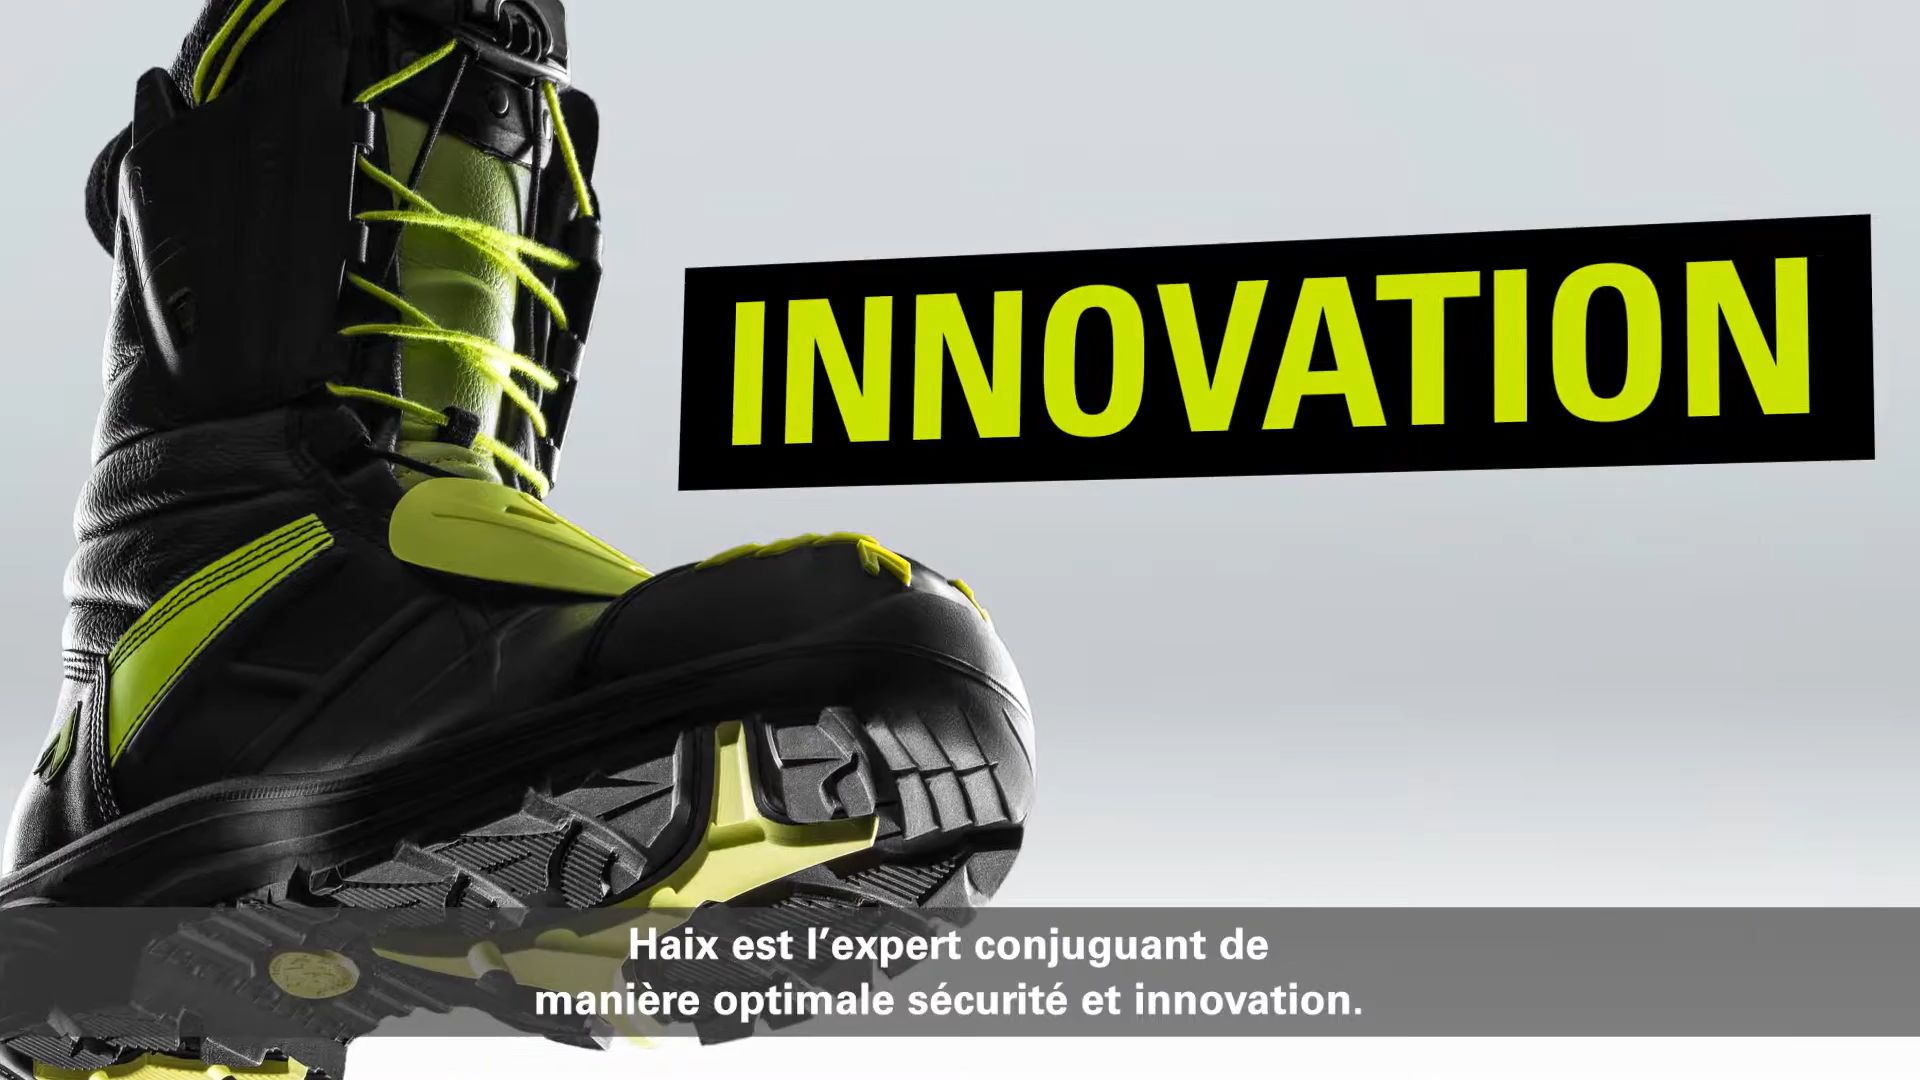 INNOVATION
Haix est l’expert conjuguant de
manière optimale sécurité et innovation.